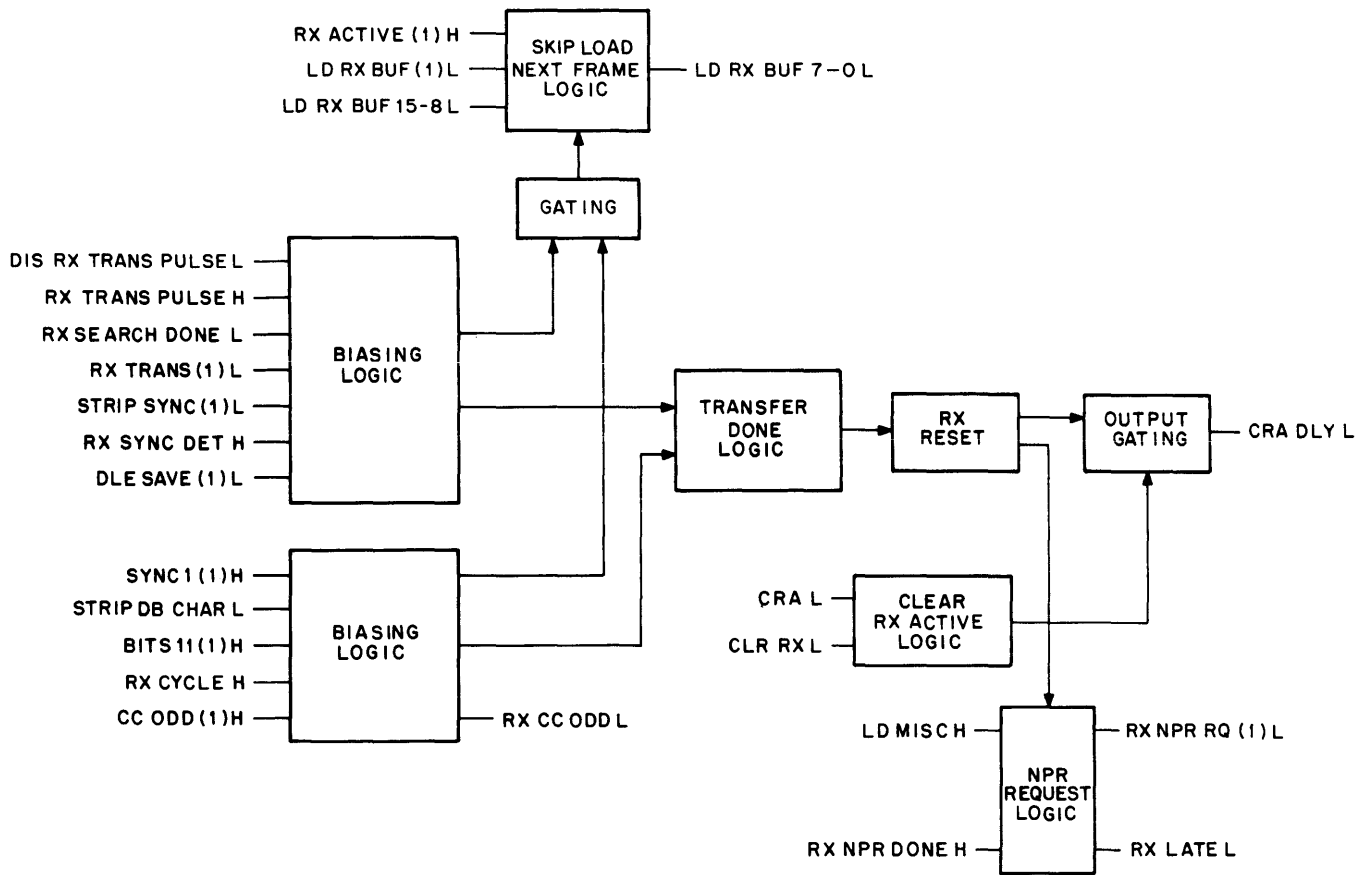 RX ACTIVE (1) H
LD RX BUF (1) L
LD RX BUF 15-8 L
SKIP LOAD
NEXT FRAME
LOGIC
LD RX BUF 7-0 L
GATING
DIS RX TRANS PULSE L
RX TRANS PULSE H
RX SEARCH DONE L
RX TRANS (1) L
STRIP SYNC (1) L
RX SYNC DET H
DLE SAVE (1) L
BIASING
LOGIC
TRANSFER
DONE
LOGIC
RX
RESET
OUTPUT
GATING
CRA DLY L
SYNC 1 (1) H
STRIP DB CHAR L
BITS 11 (1) H
RX CYCLE H
CC ODD (1) H
BIASING
LOGIC
RX CC ODD L
CRA L
CLR RX L
CLEAR
RX ACTIVE
LOGIC
LD MISC H
RX NPR DONE H
NPR
REQUEST
LOGIC
RX NPR RQ (1) L
RX LATE L